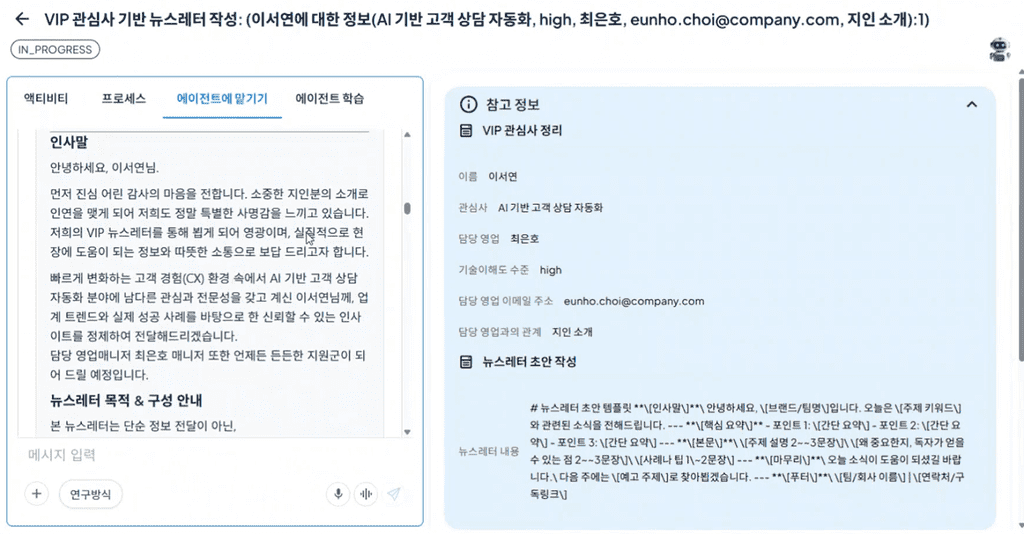 VIP 관심사 기반 뉴스레터 작성: (이서연에 대한 정보(AI 기반 고객 상담 자동화, high, 최은호, eunho.choi@company.com, 지인 소개):1)
IN_PROGRESS
액티비티
프로세스
에이전트에 맡기기
에이전트 학습
인사말
안녕하세요, 이서연님.
먼저 진심 어린 감사의 마음을 전합니다. 소중한 지인분의 소개로
인연을 맺게 되어 저희도 정말 특별한 사명감을 느끼고 있습니다.
저희의 VIP 뉴스레터를 통해 뵙게 되어 영광이며, 실질적으로 현
장에 도움이 되는 정보와 따뜻한 소통으로 보답 드리고자 합니다.
빠르게 변화하는 고객 경험(CX) 환경 속에서 AI 기반 고객 상담
자동화 분야에 남다른 관심과 전문성을 갖고 계신 이서연님께, 업
계 트렌드와 실제 성공 사례를 바탕으로 한 신뢰할 수 있는 인사
이트를 정제하여 전달해드리겠습니다.
담당 영업매니저 최은호 매니저 또한 언제든 든든한 지원군이 되
어 드릴 예정입니다.
뉴스레터 목적 & 구성 안내
본 뉴스레터는 단순 정보 전달이 아닌,
메시지 입력
연구방식
참고 정보
VIP 관심사 정리
이름 이서연
관심사 AI 기반 고객 상담 자동화
담당 영업 최은호
기술이해도 수준 high
담당 영업 이메일 주소 eunho.choi@company.com
담당 영업과의 관계 지인 소개
뉴스레터 초안 작성
뉴스레터 내용
# 뉴스레터 초안 템플릿 **\[인사말\]**\ 안녕하세요, \[브랜드/팀명\]입니다. 오늘은 \[주제 키워드\]
와 관련된 소식을 전해드립니다. --- **\[핵심 요약\]** - 포인트 1: \[간단 요약\] - 포인트 2: \[간단 요
약\] - 포인트 3: \[간단 요약\] --- **\[본문\]**\ \[주제 설명 2~~3문장\]\ \[왜 중요한지, 독자가 얻을
수 있는 점 2~~3문장\]\ \[사례나 팁 1\~2문장\] --- **\[마무리\]**\ 오늘 소식이 도움이 되셨길 바랍
니다.\ 다음 주에는 \[예고 주제\]로 찾아뵙겠습니다. --- **\[푸터\]**\ \[팀/회사 이름\] | \[연락처/구
독링크\]